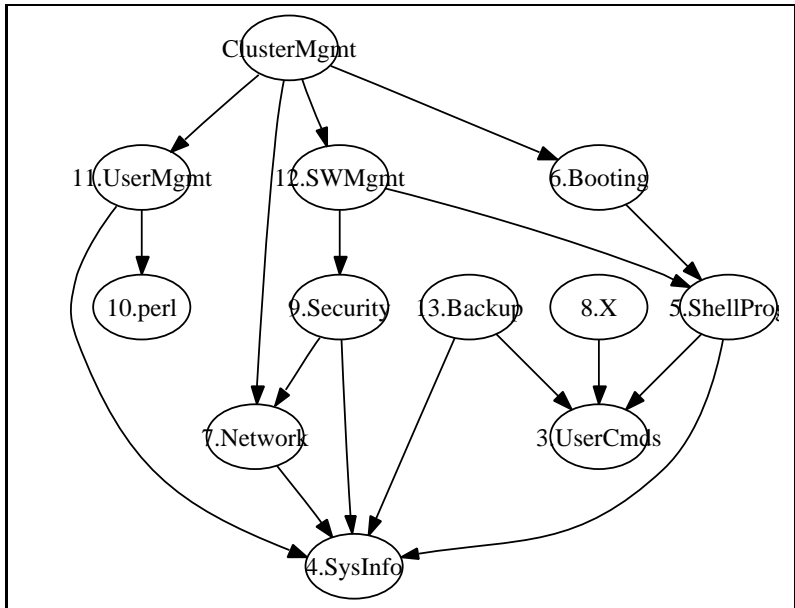 ClusterMgmt
11.UserMgmt
12.SWMgmt
6.Booting
10.perl
9.Security
13.Backup
8.X
5.ShellProg
7.Network
3.UserCmds
4.SysInfo